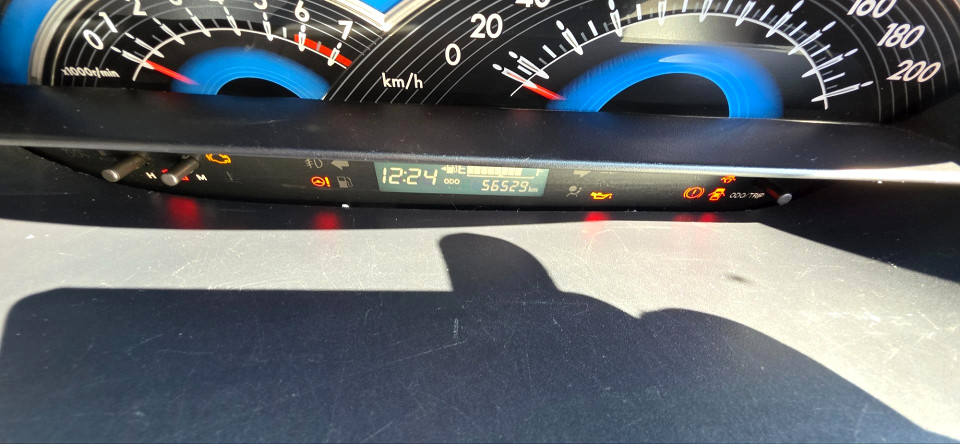 0 1 2 3 4 5 6 7
x1000r/min
0 20 40 160 180 200
km/h
H M
12:24
E F
ODO 56529km
ODO/TRIP